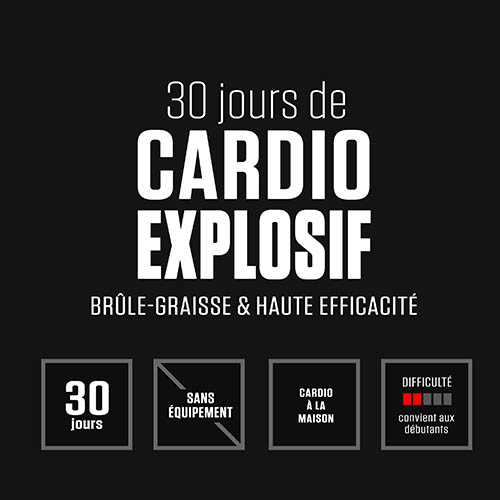 30 jours de
CARDIO
EXPLOSIF
BRÛLE-GRAISSE & HAUTE EFFICACITÉ
30
jours
SANS
ÉQUIPEMENT
CARDIO
À LA
MAISON
DIFFICULTÉ
convient aux
débutants